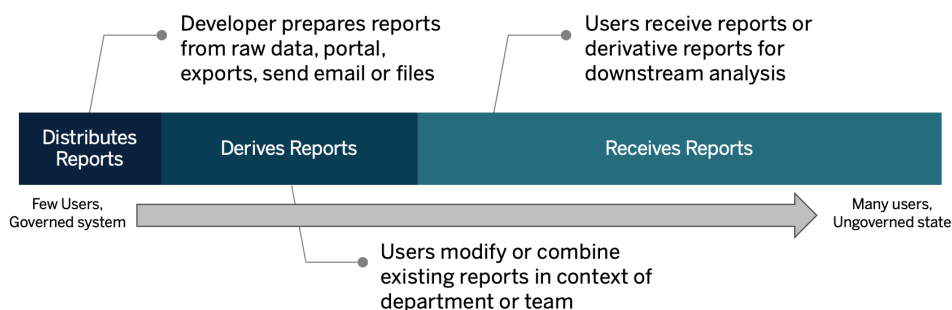 Developer prepares reports
from raw data, portal,
exports, send email or files
Users receive reports or
derivative reports for
downstream analysis
Distributes
Reports
Derives Reports
Receives Reports
Few Users,
Governed system
Many users,
Ungoverned state
Users modify or combine
existing reports in context of
department or team